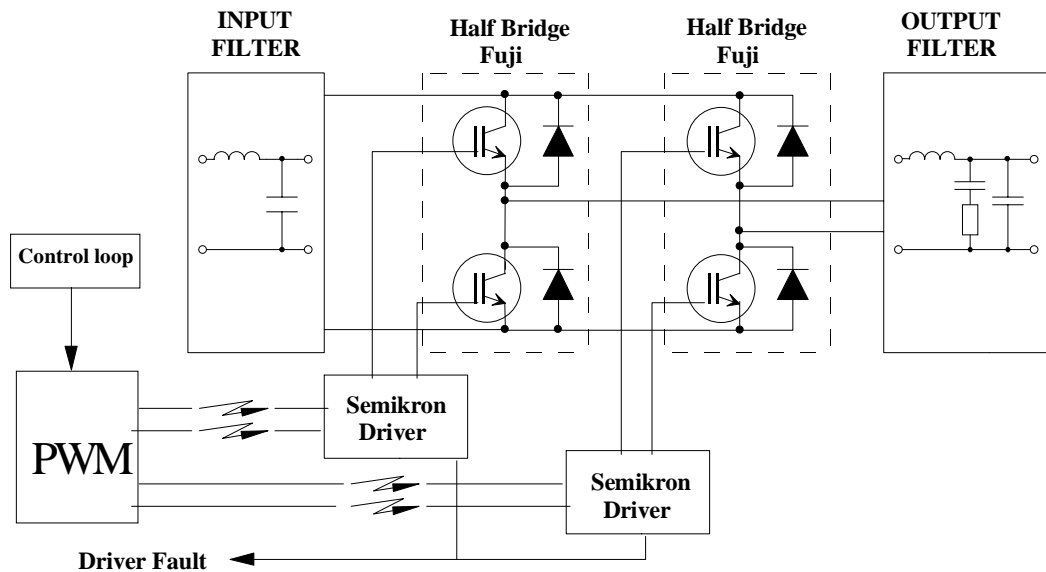 INPUT
FILTER
Half Bridge
Fuji
Half Bridge
Fuji
OUTPUT
FILTER
Control loop
PWM
Semikron
Driver
Semikron
Driver
Driver Fault